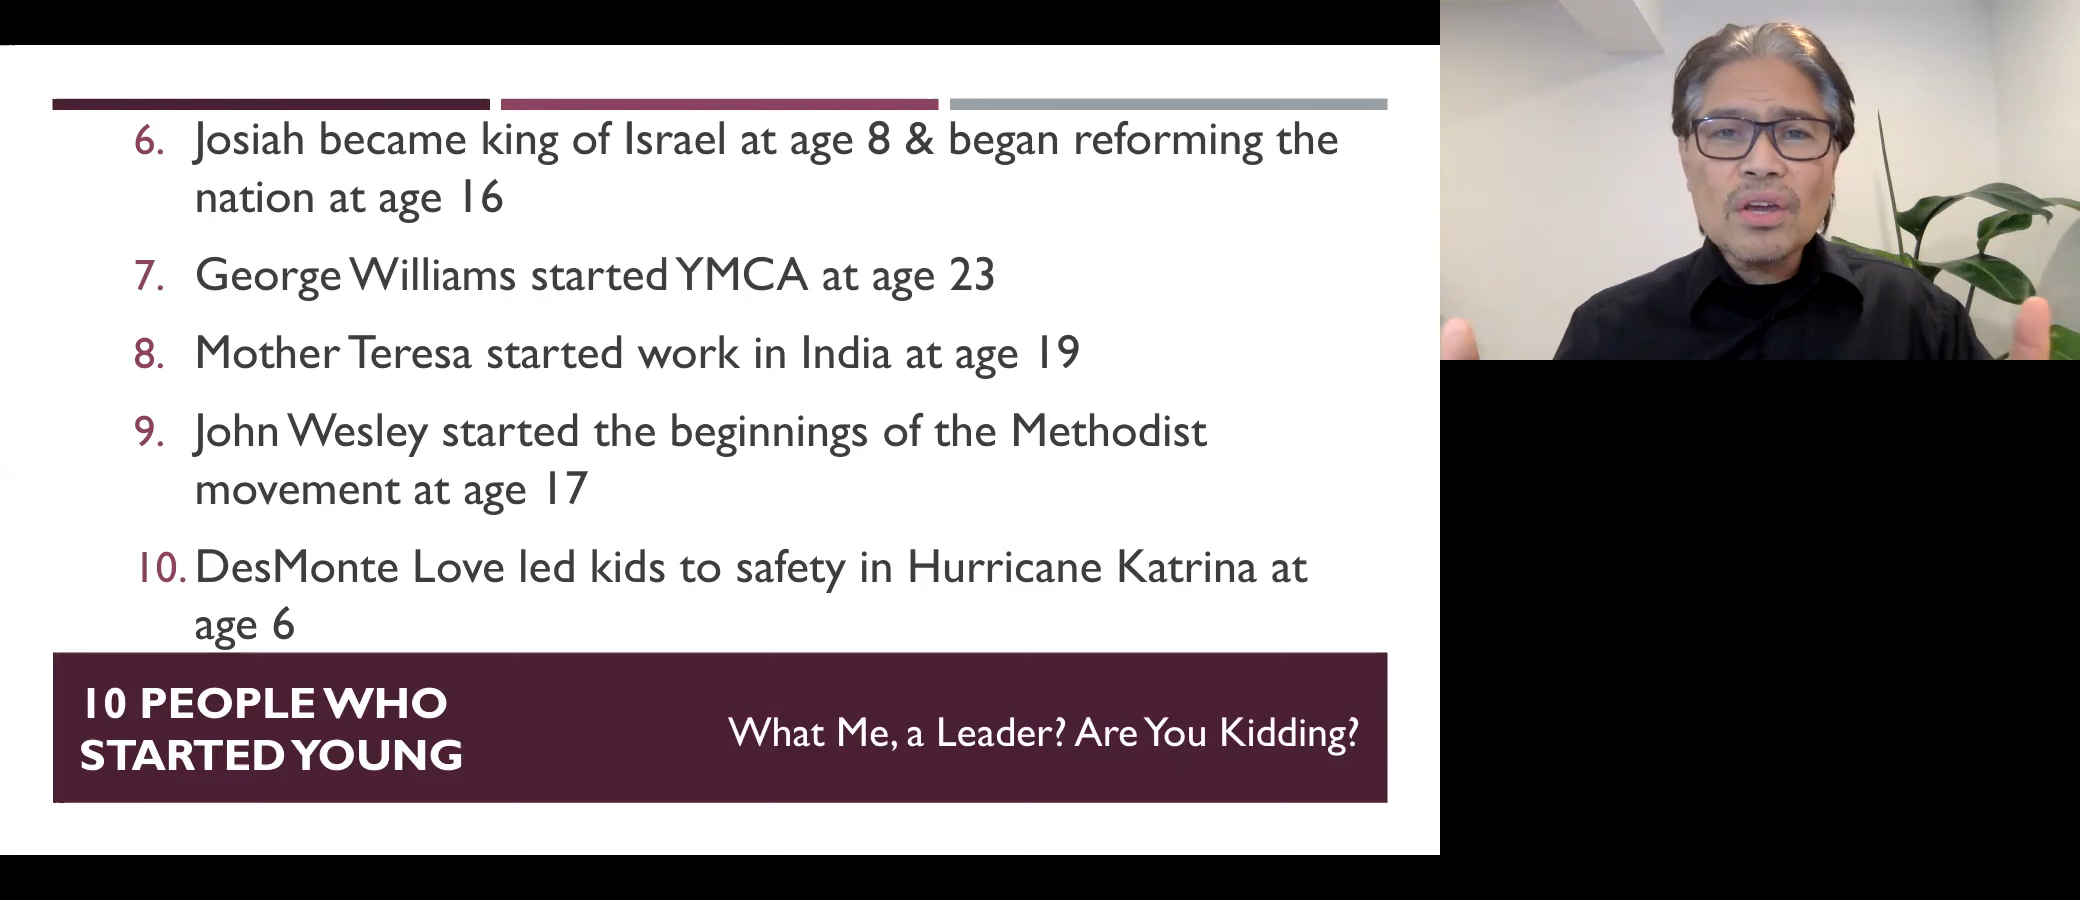 6. Josiah became king of Israel at age 8 & began reforming the
nation at age 16
7. George Williams started YMCA at age 23
8. Mother Teresa started work in India at age 19
9. John Wesley started the beginnings of the Methodist
movement at age 17
10. DesMonte Love led kids to safety in Hurricane Katrina at
age 6
10 PEOPLE WHO
STARTED YOUNG
What Me, a Leader? Are You Kidding?